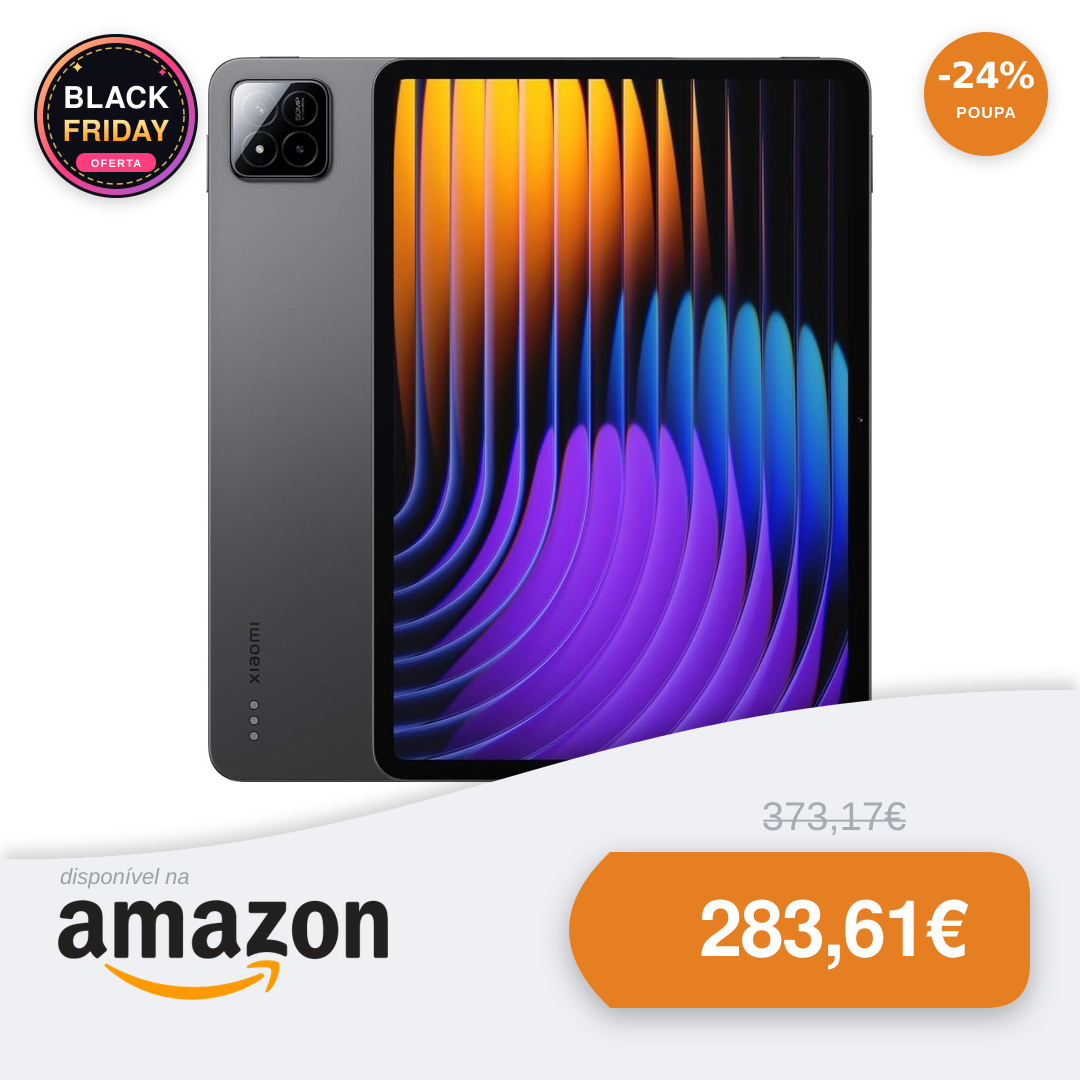 BLACK
FRIDAY
OFERTA
-24%
POUPA
50MP
xiaomi
373,17€
disponível na
amazon
283,61€